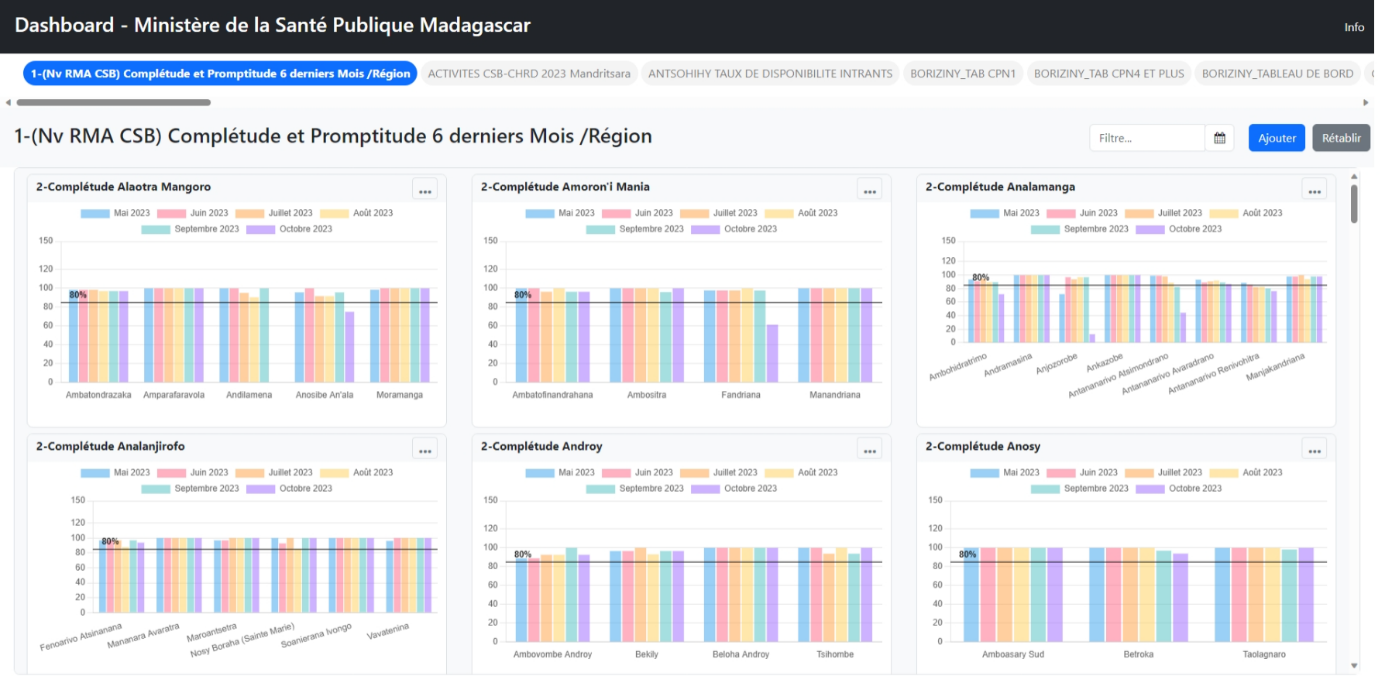 Dashboard - Ministère de la Santé Publique Madagascar
Info
1-(Nv RMA CSB) Complétude et Promptitude 6 derniers Mois /Région
ACTIVITES CSB-CHRD 2023 Mandritsara
ANTSOHIHY TAUX DE DISPONIBILITE INTRANTS
BORIZINY_TAB CPN1
BORIZINY_TAB CPN4 ET PLUS
BORIZINY_TABLEAU DE BORD
1-(Nv RMA CSB) Complétude et Promptitude 6 derniers Mois /Région
Filtre...
Ajouter
Rétablir
2-Complétude Alaotra Mangoro
...
Mai 2023 Juin 2023 Juillet 2023 Août 2023
Septembre 2023 Octobre 2023
150
120
100
80
60
40
20
0
80%
Ambatondrazaka Amparafaravola Andilamena Anosibe An'ala Moramanga
2-Complétude Amoron'i Mania
...
Mai 2023 Juin 2023 Juillet 2023 Août 2023
Septembre 2023 Octobre 2023
150
120
100
80
60
40
20
0
80%
Ambatofinandrahana Ambositra Fandriana Manandriana
2-Complétude Analamanga
...
Mai 2023 Juin 2023 Juillet 2023 Août 2023
Septembre 2023 Octobre 2023
150
120
100
80
60
40
20
0
80%
Ambohidratrimo
Andramasina
Anjozorobe
Ankazobe
Antananarivo Atsimondrano
Antananarivo Avaradrano
Antananarivo Renivohitra
Manjakandriana
2-Complétude Analanjirofo
...
Mai 2023 Juin 2023 Juillet 2023 Août 2023
Septembre 2023 Octobre 2023
150
120
100
80
60
40
20
0
80%
Fenoarivo Atsinanana
Mananara Avaratra
Maroantsetra
Nosy Boraha (Sainte Marie)
Soanierana Ivongo
Vavatenina
2-Complétude Androy
...
Mai 2023 Juin 2023 Juillet 2023 Août 2023
Septembre 2023 Octobre 2023
150
120
100
80
60
40
20
0
80%
Ambovombe Androy Bekily Beloha Androy Tsihombe
2-Complétude Anosy
...
Mai 2023 Juin 2023 Juillet 2023 Août 2023
Septembre 2023 Octobre 2023
150
120
100
80
60
40
20
0
80%
Amboasary Sud Betroka Taolagnaro